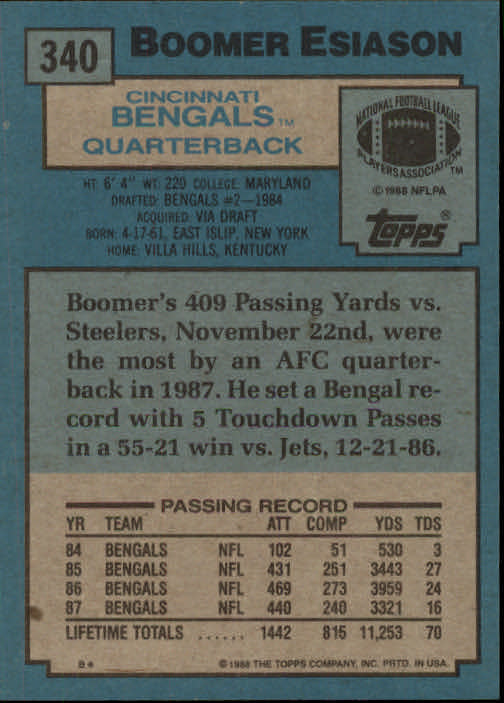 340
BOOMER ESIASON
CINCINNATI
BENGALS TM
QUARTERBACK
NATIONAL FOOTBALL LEAGUE
PLAYERS ASSOCIATION TM
© 1988 NFLPA
Topps®
HT: 6' 4" WT: 220 COLLEGE: MARYLAND
DRAFTED: BENGALS #2—1984
ACQUIRED: VIA DRAFT
BORN: 4-17-61, EAST ISLIP, NEW YORK
HOME: VILLA HILLS, KENTUCKY
Boomer's 409 Passing Yards vs.
Steelers, November 22nd, were
the most by an AFC quarter-
back in 1987. He set a Bengal re-
cord with 5 Touchdown Passes
in a 55-21 win vs. Jets, 12-21-86.
PASSING RECORD
YR TEAM ATT COMP YDS TDS
84 BENGALS NFL 102 51 530 3
85 BENGALS NFL 431 251 3443 27
86 BENGALS NFL 469 273 3959 24
87 BENGALS NFL 440 240 3321 16
LIFETIME TOTALS ...... 1442 815 11,253 70
B* © 1988 THE TOPPS COMPANY, INC. PRTD. IN USA.